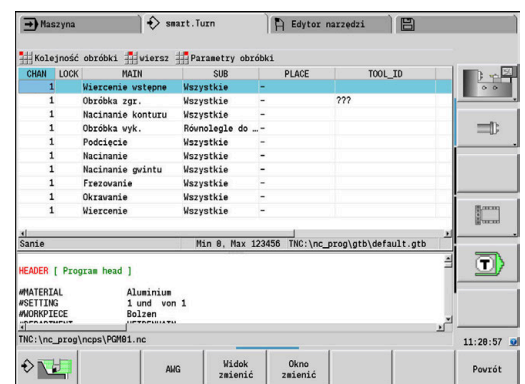 Maszyna smart.Turn Edytor narzędzi
Kolejność obróbki wiersz Parametry obróbki
CHAN LOCK MAIN SUB PLACE TOOL_ID
1 Wiercenie wstępne Wszystkie -
1 Obróbka zgr. Wszystkie - ???
1 Nacinanie konturu Wszystkie -
1 Obróbka wyk. Równolegle do ...-
1 Podcięcie Wszystkie -
1 Nacinanie Wszystkie -
1 Nacinanie gwintu Wszystkie -
1 Frezowanie Wszystkie -
1 Okrawanie Wszystkie -
1 Wiercenie Wszystkie -
Sanie Min 0, Max 123456 TNC:\nc_prog\gtb\default.gtb
HEADER [ Program head ]
#MATERIAL Aluminium
#SETTING 1 und von 1
#WORKPIECE Bolzen
TNC:\nc_prog\ncps\PGM01.nc
T
11:20:57
AWG Widok zmienić Okno zmienić Powrót